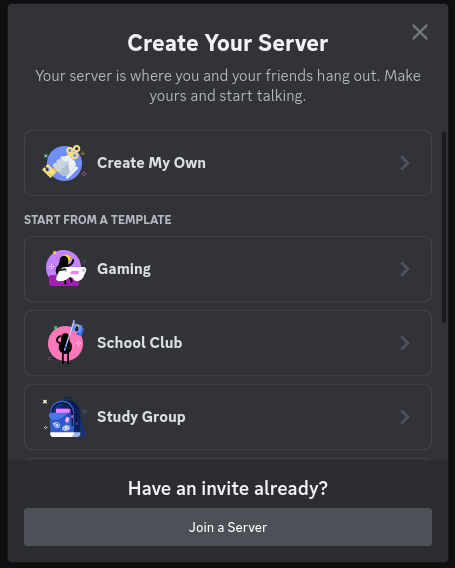 Create Your Server
Your server is where you and your friends hang out. Make
yours and start talking.
Create My Own
START FROM A TEMPLATE
Gaming
School Club
Study Group
Have an invite already?
Join a Server